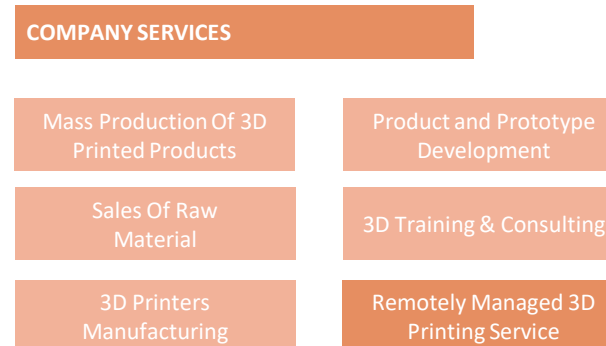 COMPANY SERVICES
Mass Production Of 3D
Printed Products
Product and Prototype
Development
Sales Of Raw
Material
3D Training & Consulting
3D Printers
Manufacturing
Remotely Managed 3D
Printing Service